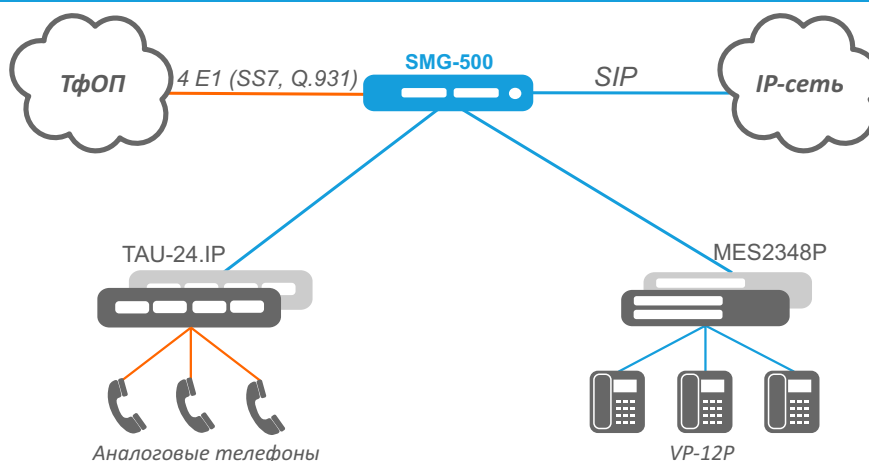 SMG-500
ТфОП
4 E1 (SS7, Q.931)
SIP
IP-сеть
TAU-24.IP
MES2348P
Аналоговые телефоны
VP-12P